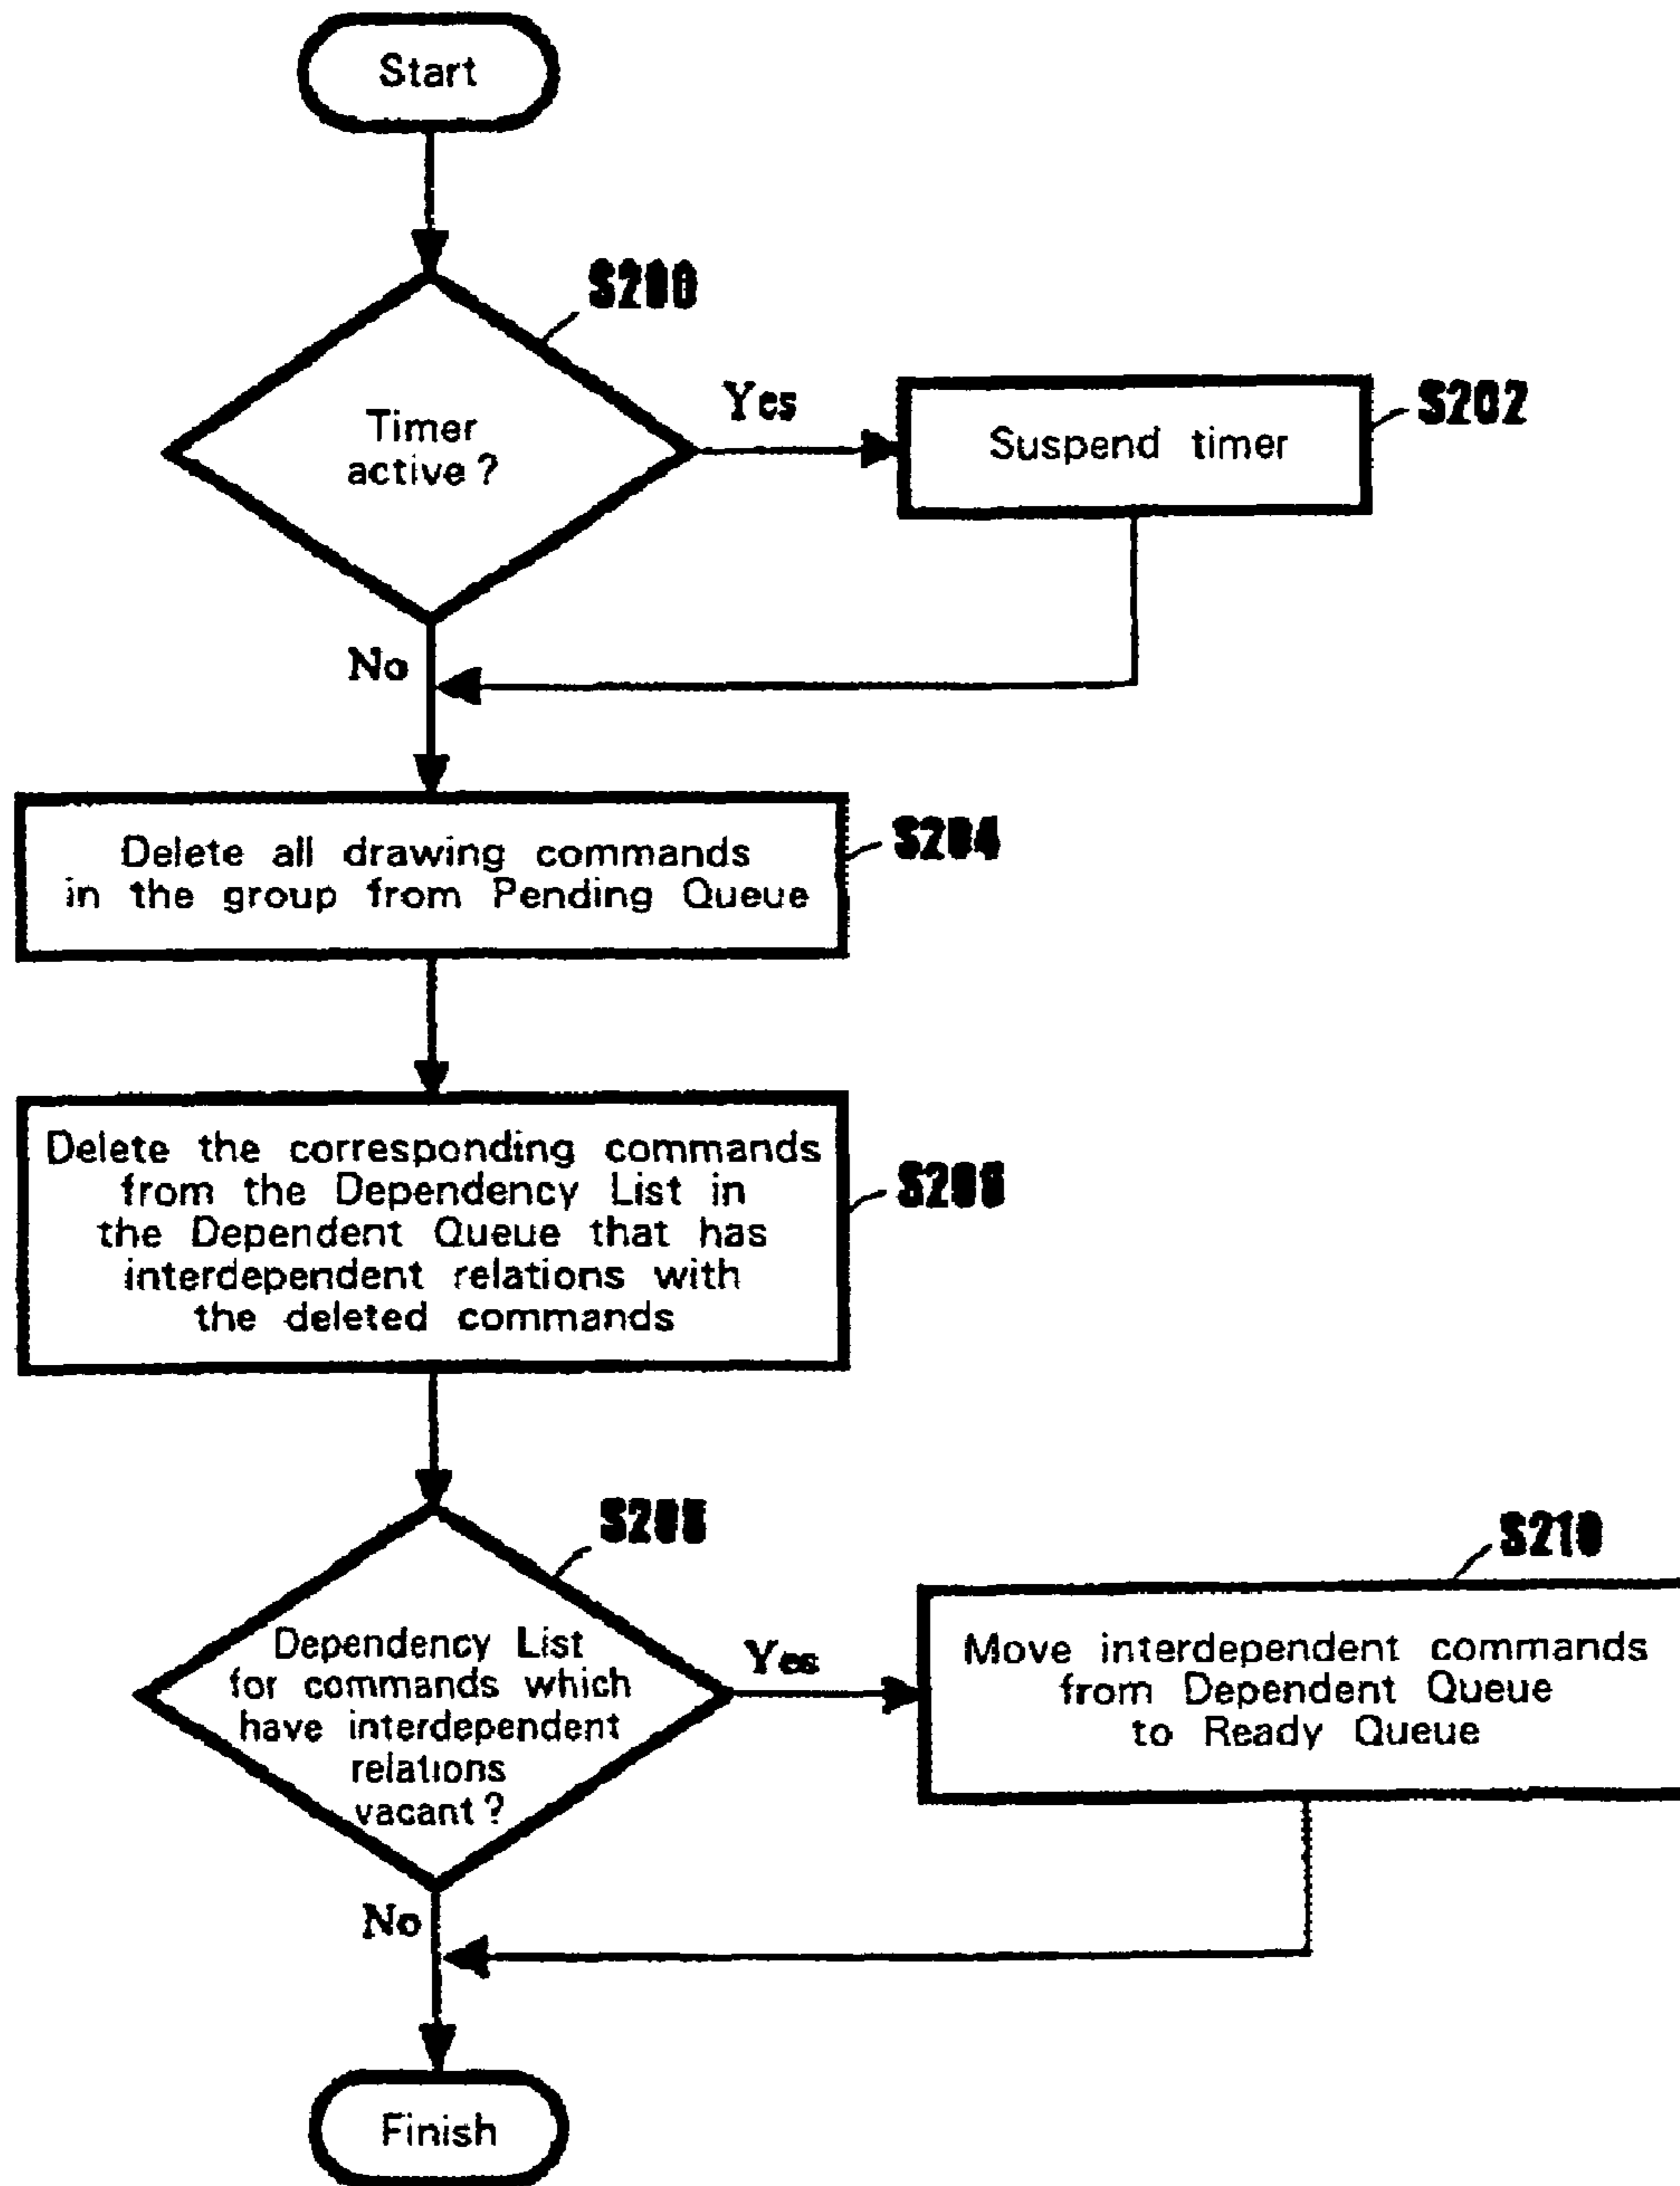 Start
S200
Timer
active?
Yes
Suspend timer
S202
No
Delete all drawing commands
in the group from Pending Queue
S204
Delete the corresponding commands
from the Dependency List in
the Dependent Queue that has
interdependent relations with
the deleted commands
S206
Dependency List
for commands which
have interdependent
relations
vacant?
Yes
S210
Move interdependent commands
from Dependent Queue
to Ready Queue
No
Finish